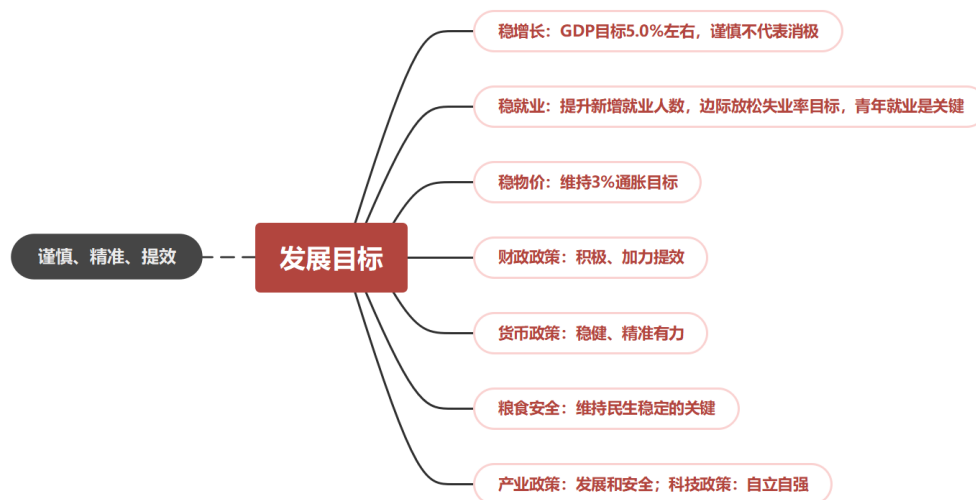 稳增长：GDP目标5.0%左右，谨慎不代表消极
稳就业：提升新增就业人数，边际放松失业率目标，青年就业是关键
稳物价：维持3%通胀目标
谨慎、精准、提效
发展目标
财政政策：积极、加力提效
货币政策：稳健、精准有力
粮食安全：维持民生稳定的关键
产业政策：发展和安全；科技政策：自立自强